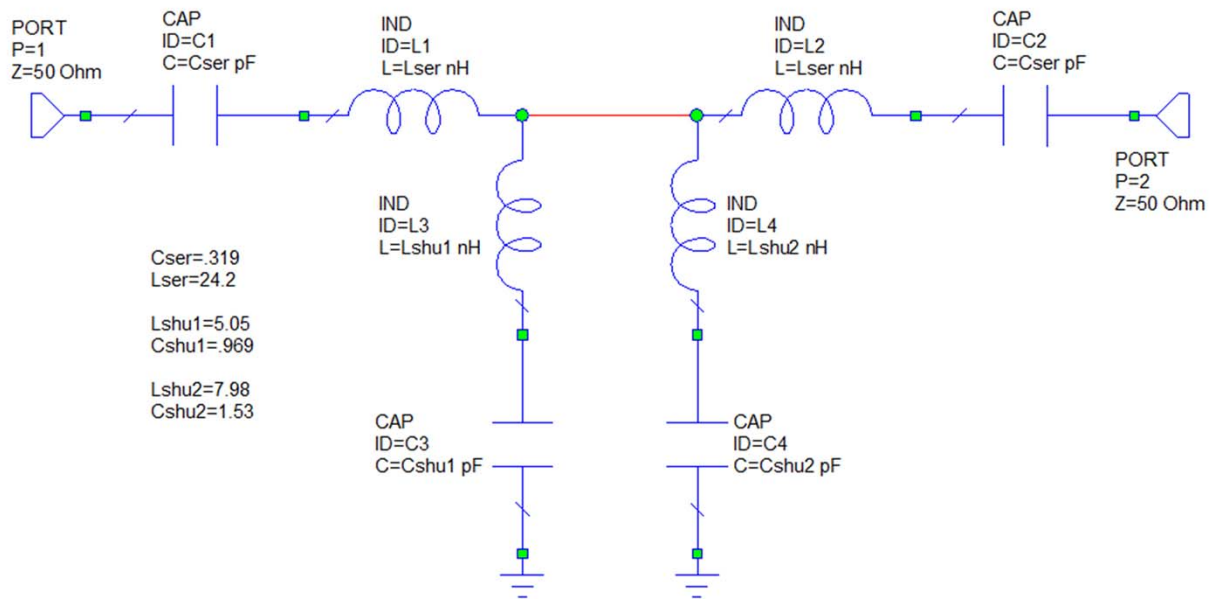 PORT
P=1
Z=50 Ohm
CAP
ID=C1
C=Cser pF
IND
ID=L1
L=Lser nH
IND
ID=L2
L=Lser nH
CAP
ID=C2
C=Cser pF
PORT
P=2
Z=50 Ohm
IND
ID=L3
L=Lshu1 nH
IND
ID=L4
L=Lshu2 nH
Cser=.319
Lser=24.2
Lshu1=5.05
Cshu1=.969
Lshu2=7.98
Cshu2=1.53
CAP
ID=C3
C=Cshu1 pF
CAP
ID=C4
C=Cshu2 pF